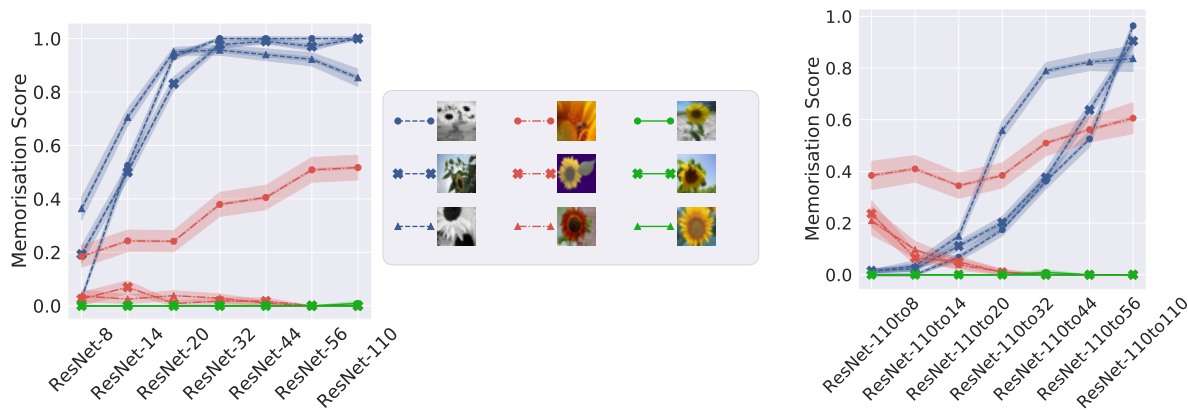 Memorisation Score
1.0
0.8
0.6
0.4
0.2
0.0
ResNet-8
ResNet-14
ResNet-20
ResNet-32
ResNet-44
ResNet-56
ResNet-110
Memorisation Score
1.0
0.8
0.6
0.4
0.2
0.0
ResNet-110to8
ResNet-110to14
ResNet-110to20
ResNet-110to32
ResNet-110to44
ResNet-110to56
ResNet-110to110